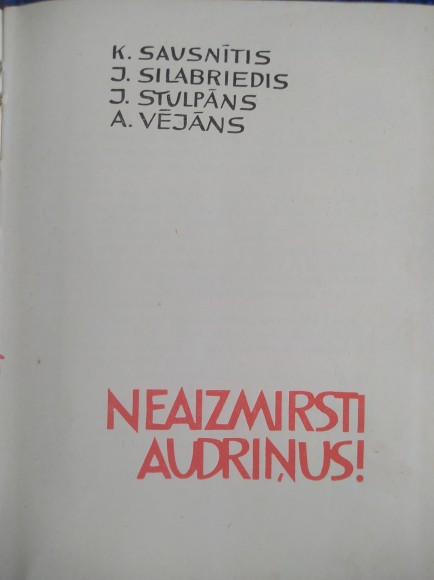 K. SAUSNĪTIS
J. SILABRIEDIS
J. STULPĀNS
A. VĒJĀNS
NEAIZMIRSTI
AUDRIŅUS!